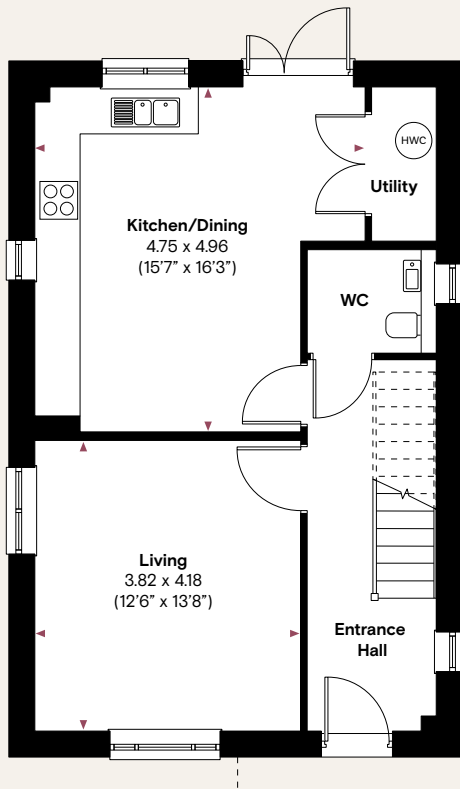 HWC
Utility
Kitchen/Dining
4.75 x 4.96
(15’7” x 16’3”)
WC
Living
3.82 x 4.18
(12’6” x 13’8”)
Entrance
Hall